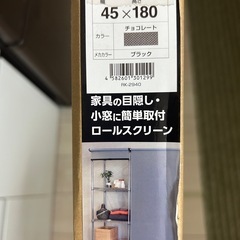 45×180
カラー
チョコレート
メカカラー
ブラック
4 582601 301299
RK-2940
家具の目隠し・
小窓に簡単取付
ロールスクリーン